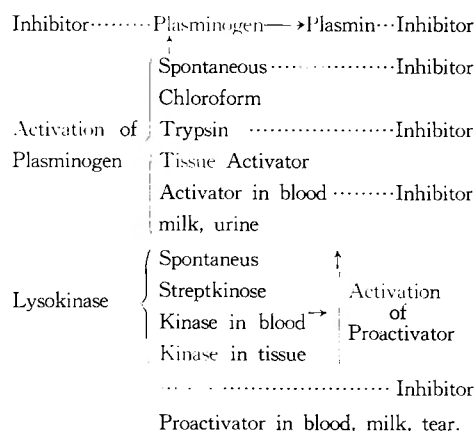 Inhibitor········Plasminogen—→Plasmin···Inhibitor
Spontaneous···············Inhibitor
Chloroform
Activation of Trypsin ··············Inhibitor
Plasminogen Tissue Activator
Activator in blood········Inhibitor
milk, urine
Spontaneus
Lysokinase Streptkinose Activation
Kinase in blood→ of
Kinase in tissue Proactivator
······························Inhibitor
Proactivator in blood, milk, tear.